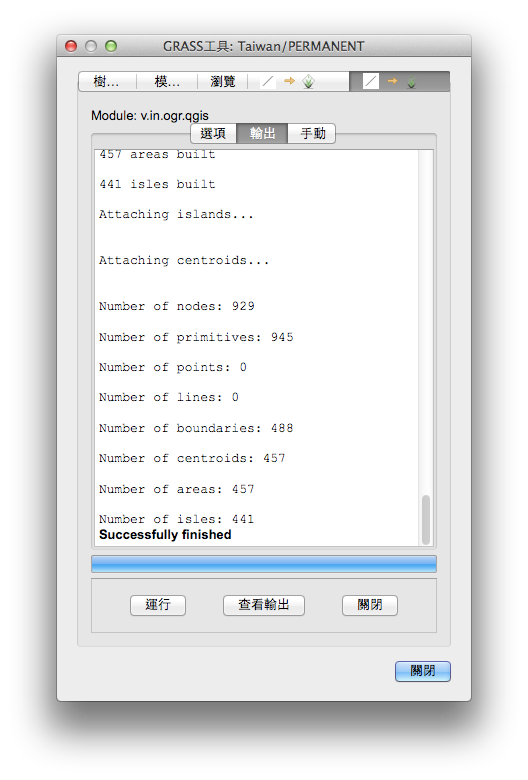 GRASS工具: Taiwan/PERMANENT
樹... 模... 瀏覽
Module: v.in.ogr.qgis
選項 輸出 手動
457 areas built
441 isles built
Attaching islands...
Attaching centroids...
Number of nodes: 929
Number of primitives: 945
Number of points: 0
Number of lines: 0
Number of boundaries: 488
Number of centroids: 457
Number of areas: 457
Number of isles: 441
Successfully finished
運行 查看輸出 關閉
關閉